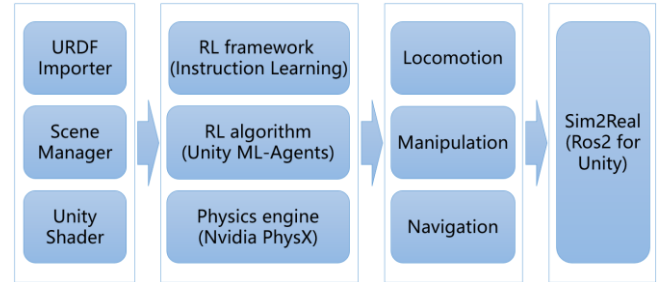 URDF
Importer
Scene
Manager
Unity
Shader
RL framework
(Instruction Learning)
RL algorithm
(Unity ML-Agents)
Physics engine
(Nvidia PhysX)
Locomotion
Manipulation
Navigation
Sim2Real
(Ros2 for
Unity)